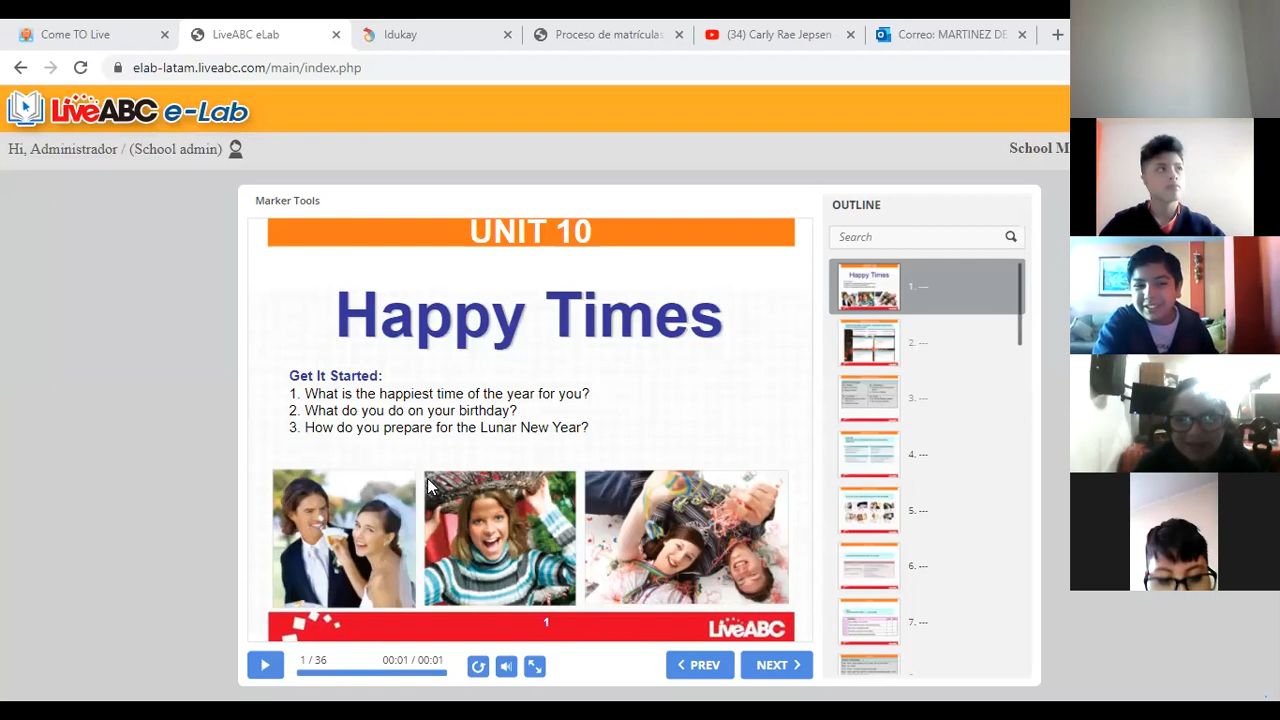 Come TO Live
LiveABC eLab
Idukay
Proceso de matrículas
(34) Carly Rae Jepsen -
Correo: MARTINEZ DE
elab-latam.liveabc.com/main/index.php
LiveABC e-Lab
Hi, Administrador / (School admin)
School M
Marker Tools
UNIT 10
Happy Times
Get It Started:
1. What is the happiest time of the year for you?
2. What do you do on your birthday?
3. How do you prepare for the Lunar New Year?
1
LiveABC
1 / 36
00:01 / 00:01
PREV
NEXT
OUTLINE
Search
Happy Times
1. ---
2. ---
3. ---
4. ---
5. ---
6. ---
7. ---